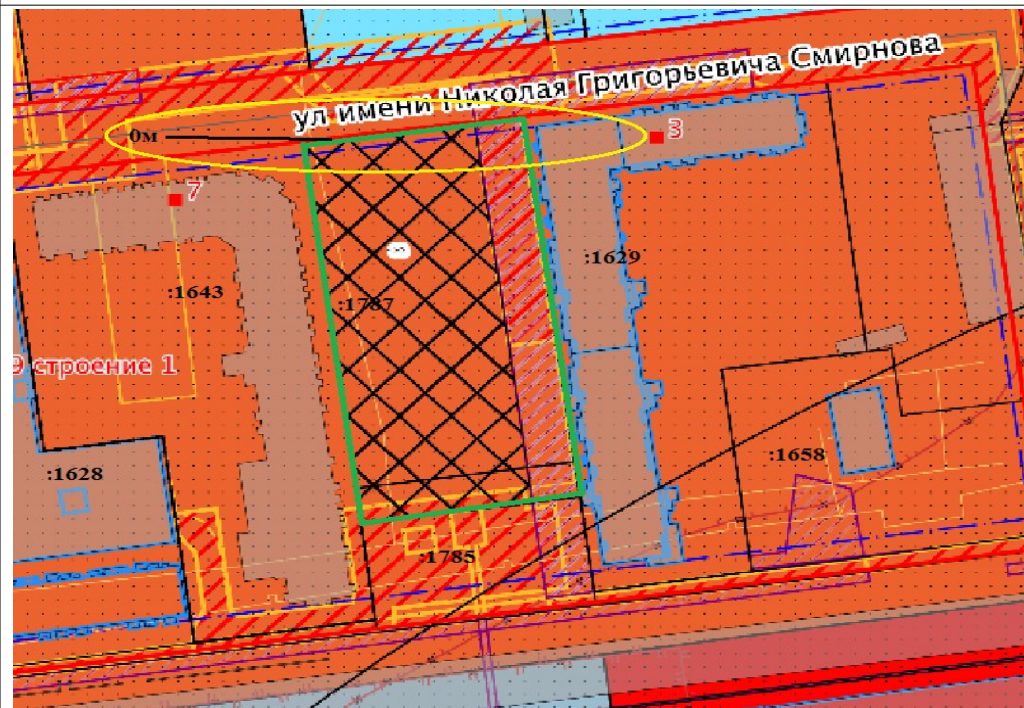 ул имени Николая Григорьевича Смирнова
0м
3
7
:1629
:1643
:1787
9 строение 1
:1628
:1658
:1785